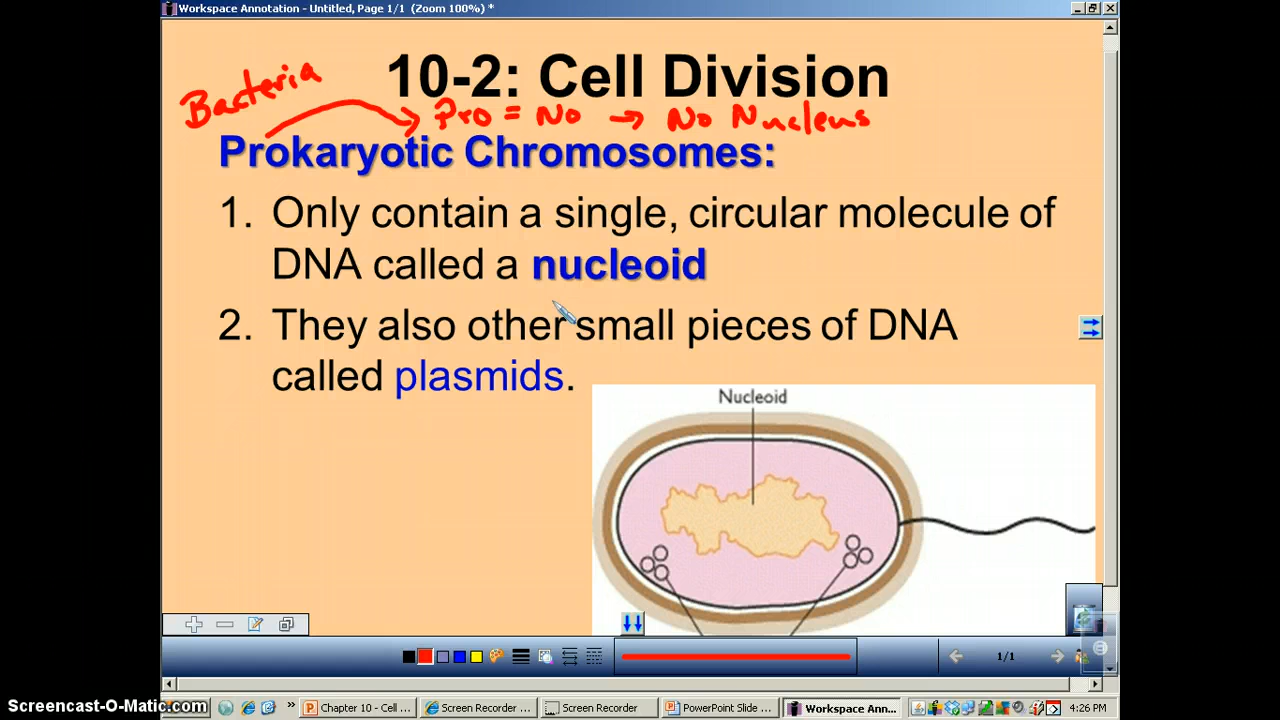 Workspace Annotation - Untitled, Page 1/1 (Zoom 100%) *
10-2: Cell Division
Bacteria
Pro = No → No Nucleus
Prokaryotic Chromosomes:
1. Only contain a single, circular molecule of
DNA called a nucleoid
2. They also other small pieces of DNA
called plasmids.
Nucleoid
1/1
Screencast-O-Matic.com
» Chapter 10 - Cell ... Screen Recorder ... Screen Recorder PowerPoint Slide ... Workspace Ann... 4:26 PM